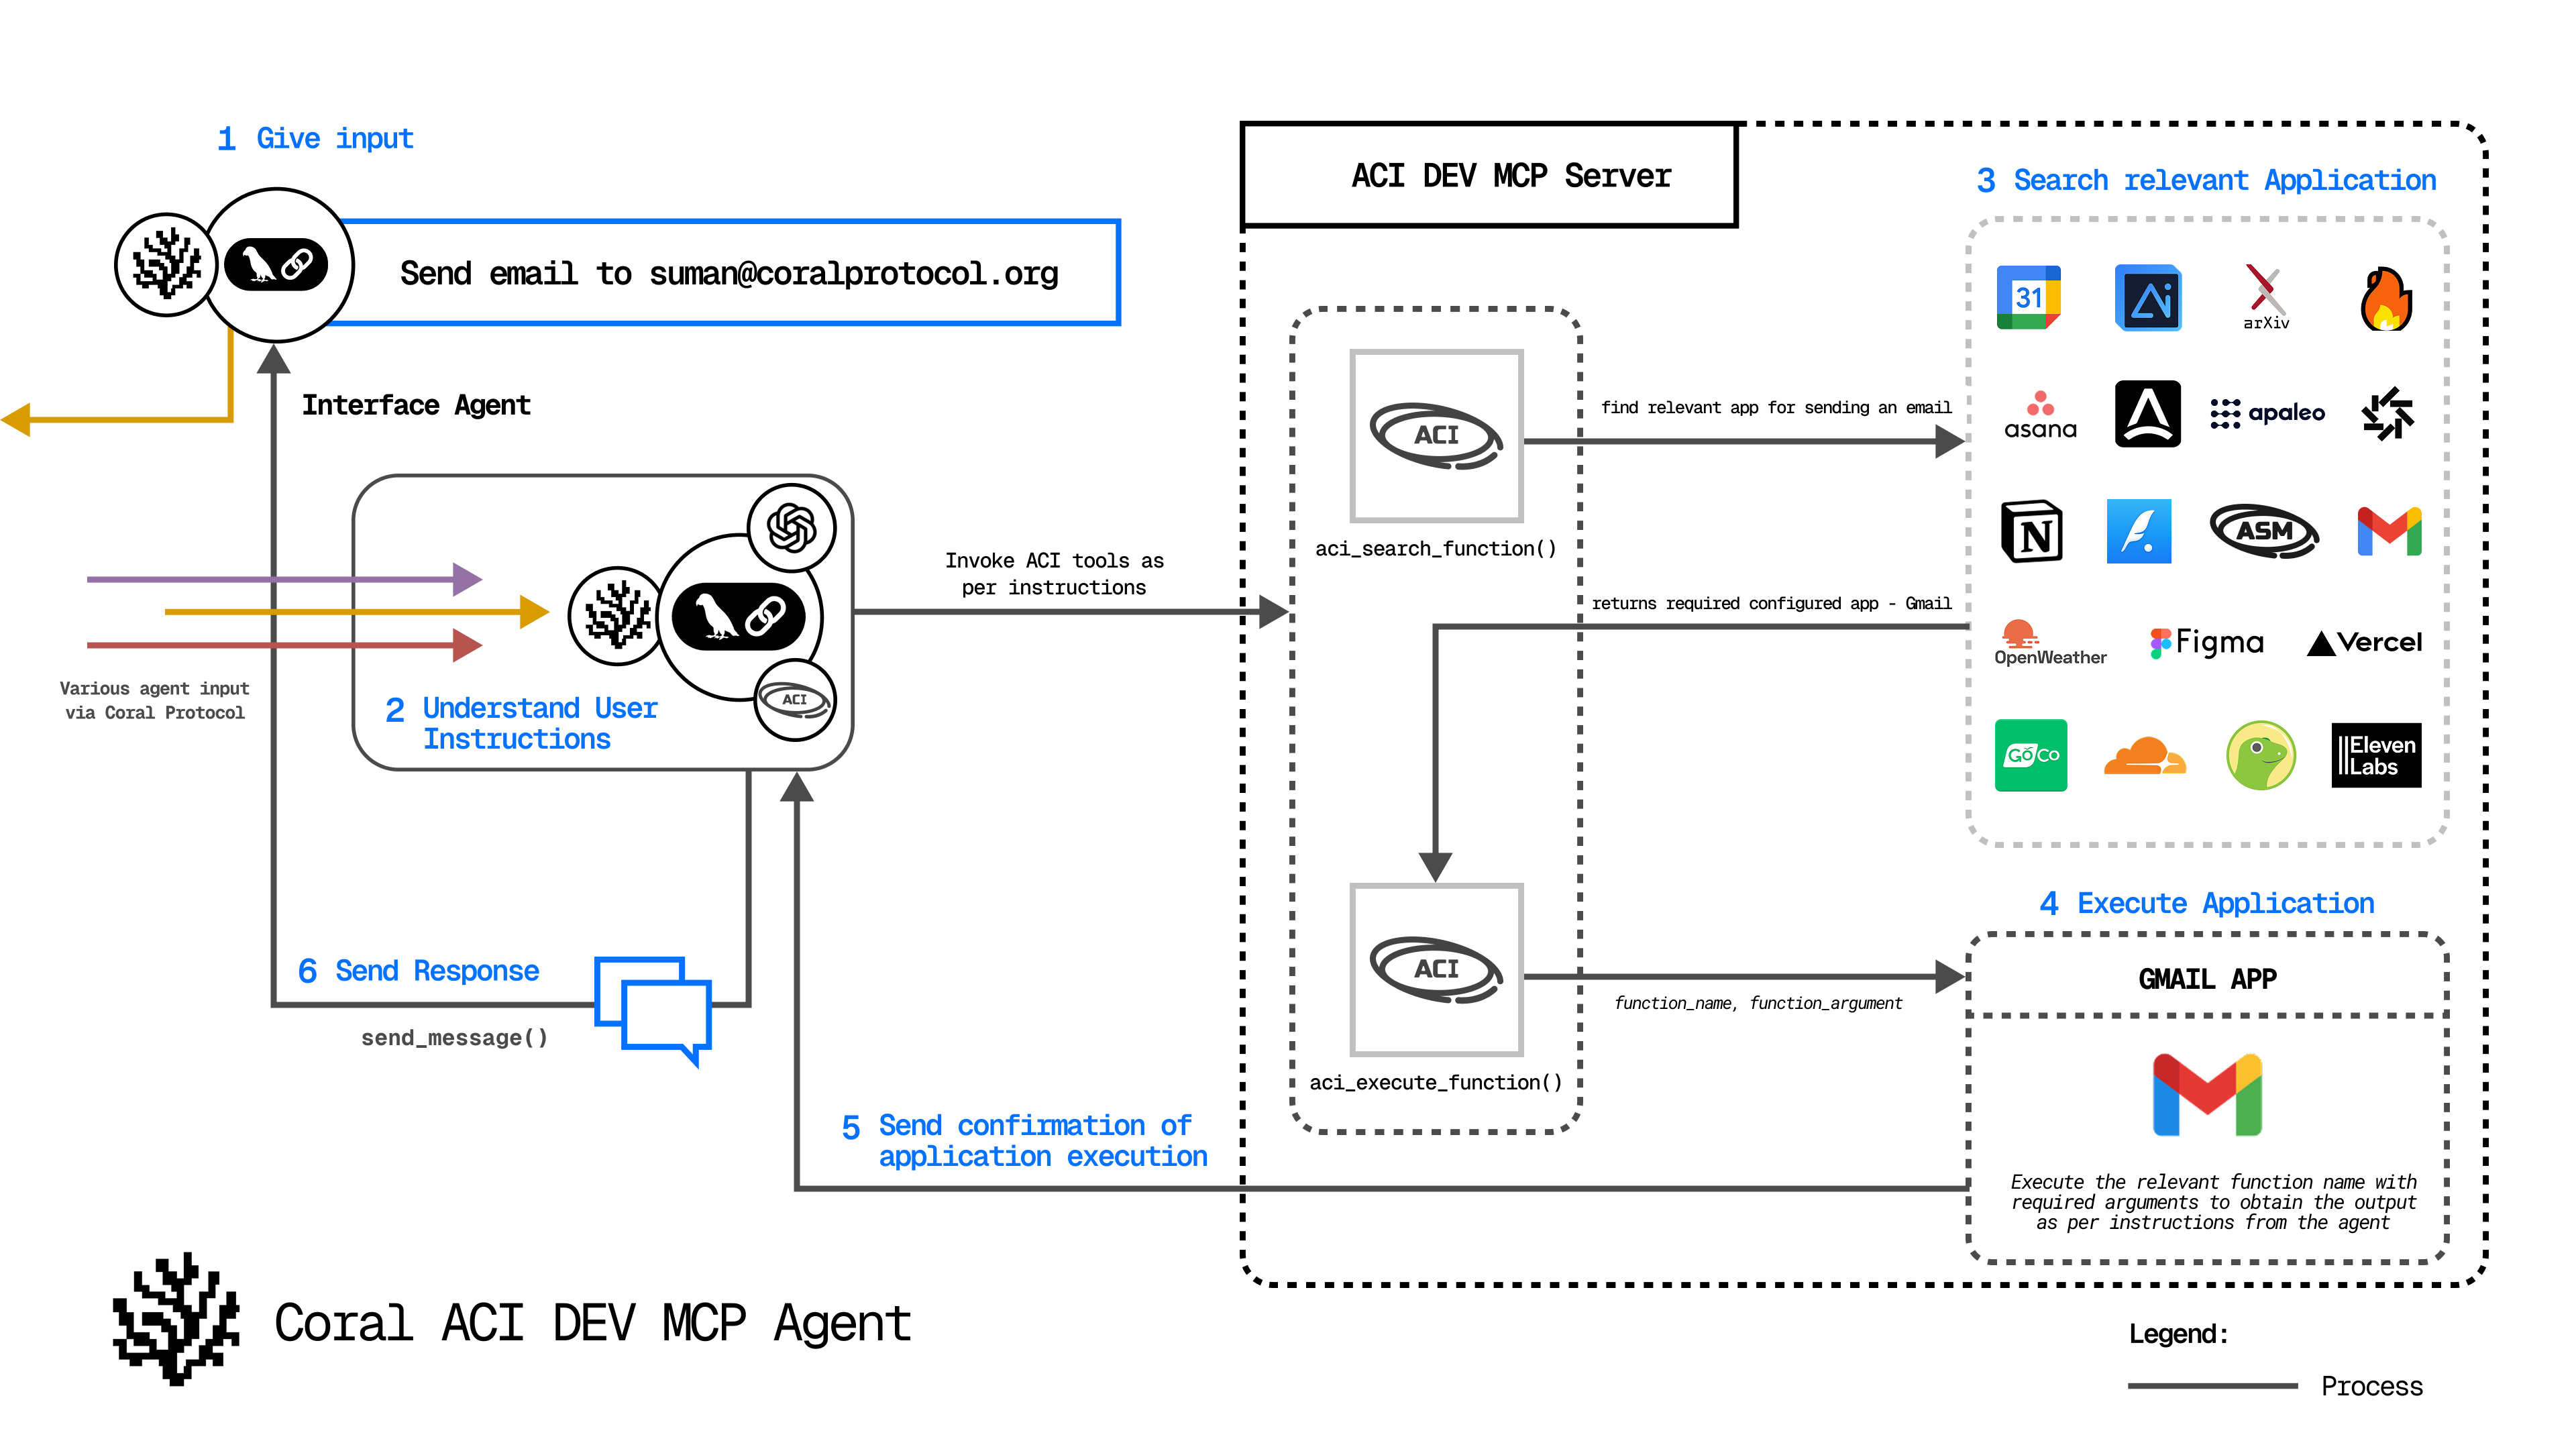 1 Give input
Send email to suman@coralprotocol.org
Interface Agent
Various agent input
via Coral Protocol
2 Understand User
Instructions
ACI
Invoke ACI tools as
per instructions
6 Send Response
send_message()
5 Send confirmation of
application execution
ACI DEV MCP Server
ACI
aci_search_function()
find relevant app for sending an email
returns required configured app - Gmail
ACI
aci_execute_function()
function_name, function_argument
3 Search relevant Application
31
arXiv
asana
apaleo
N
ASM
OpenWeather
Figma
Vercel
GoCo
Eleven
Labs
4 Execute Application
GMAIL APP
Execute the relevant function name with
required arguments to obtain the output
as per instructions from the agent
Coral ACI DEV MCP Agent
Legend:
Process